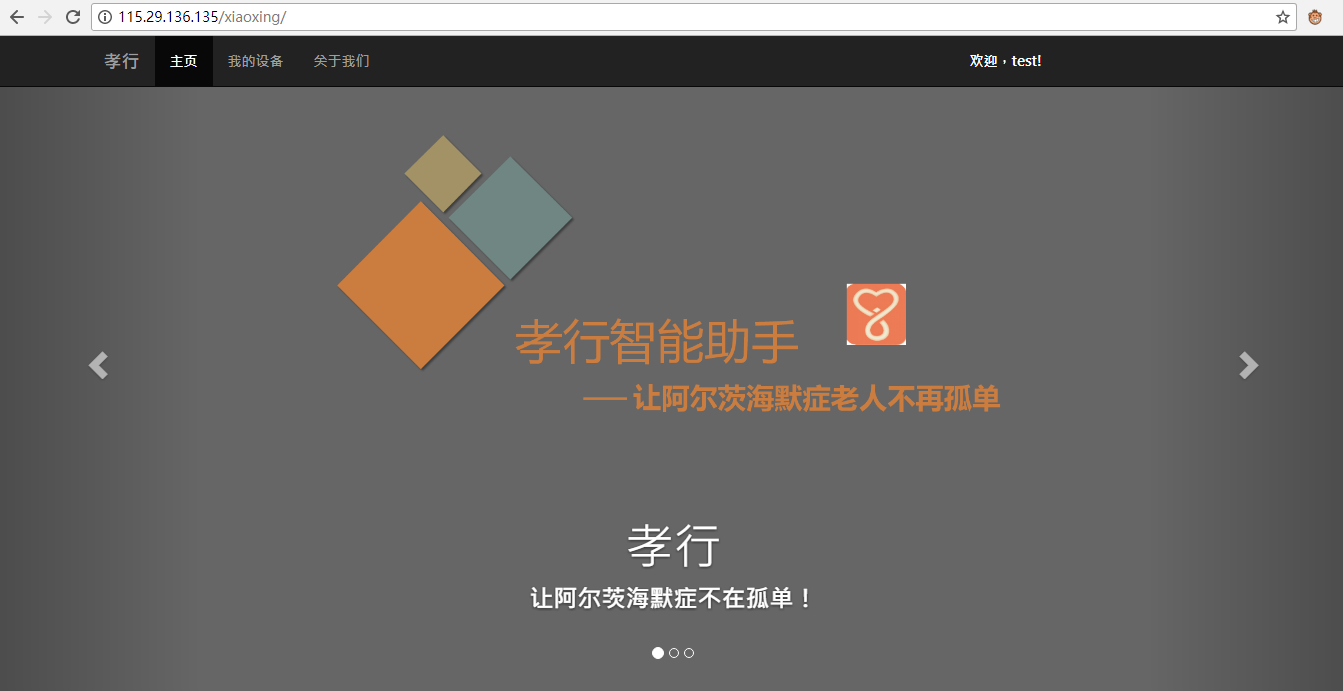 115.29.136.135/xiaoxing/
孝行 主页 我的设备 关于我们 欢迎，test!
孝行智能助手
—— 让阿尔茨海默症老人不再孤单
孝行
让阿尔茨海默症不在孤单！